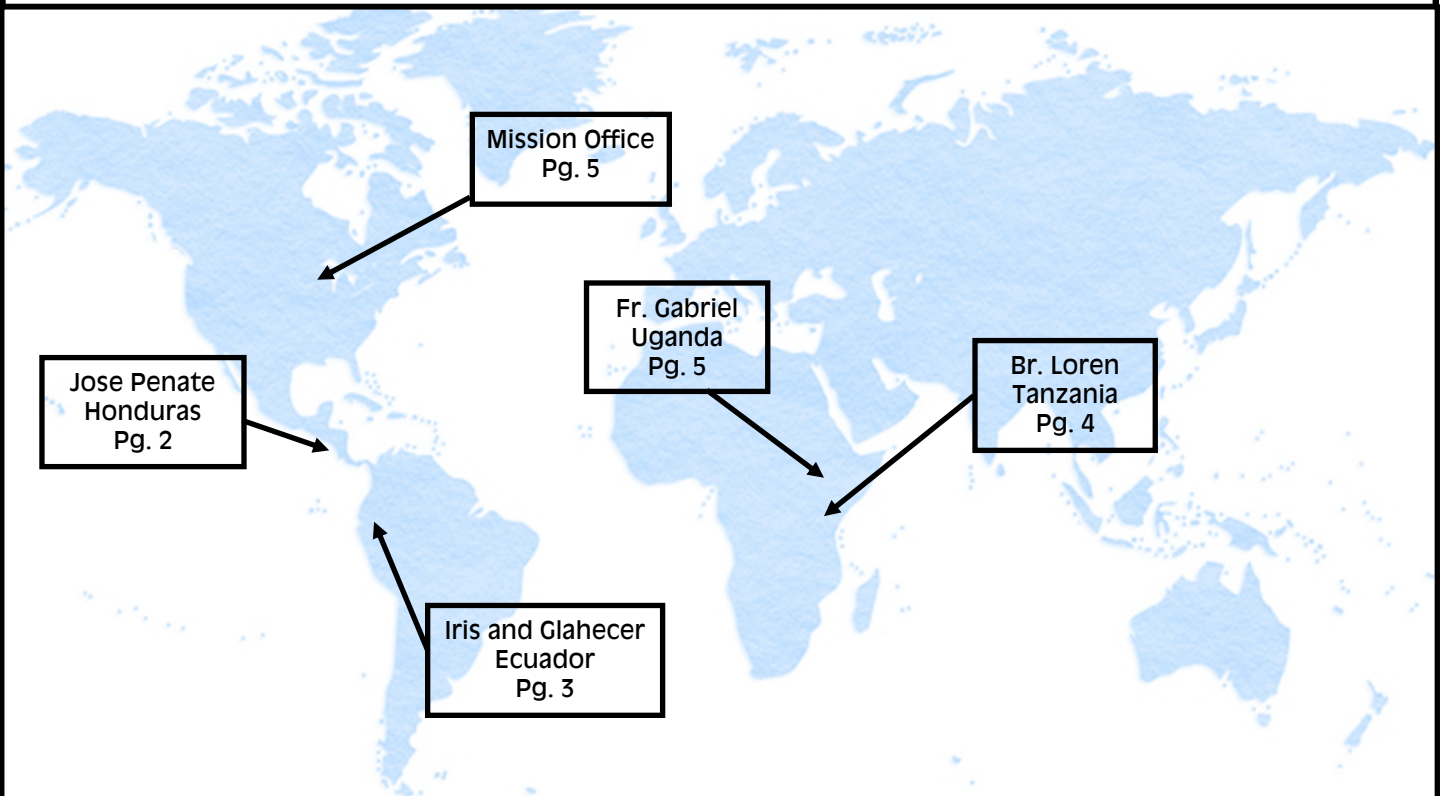 Mission Office
Pg. 5
Fr. Gabriel
Uganda
Pg. 5
Br. Loren
Tanzania
Pg. 4
Jose Penate
Honduras
Pg. 2
Iris and Glahecer
Ecuador
Pg. 3